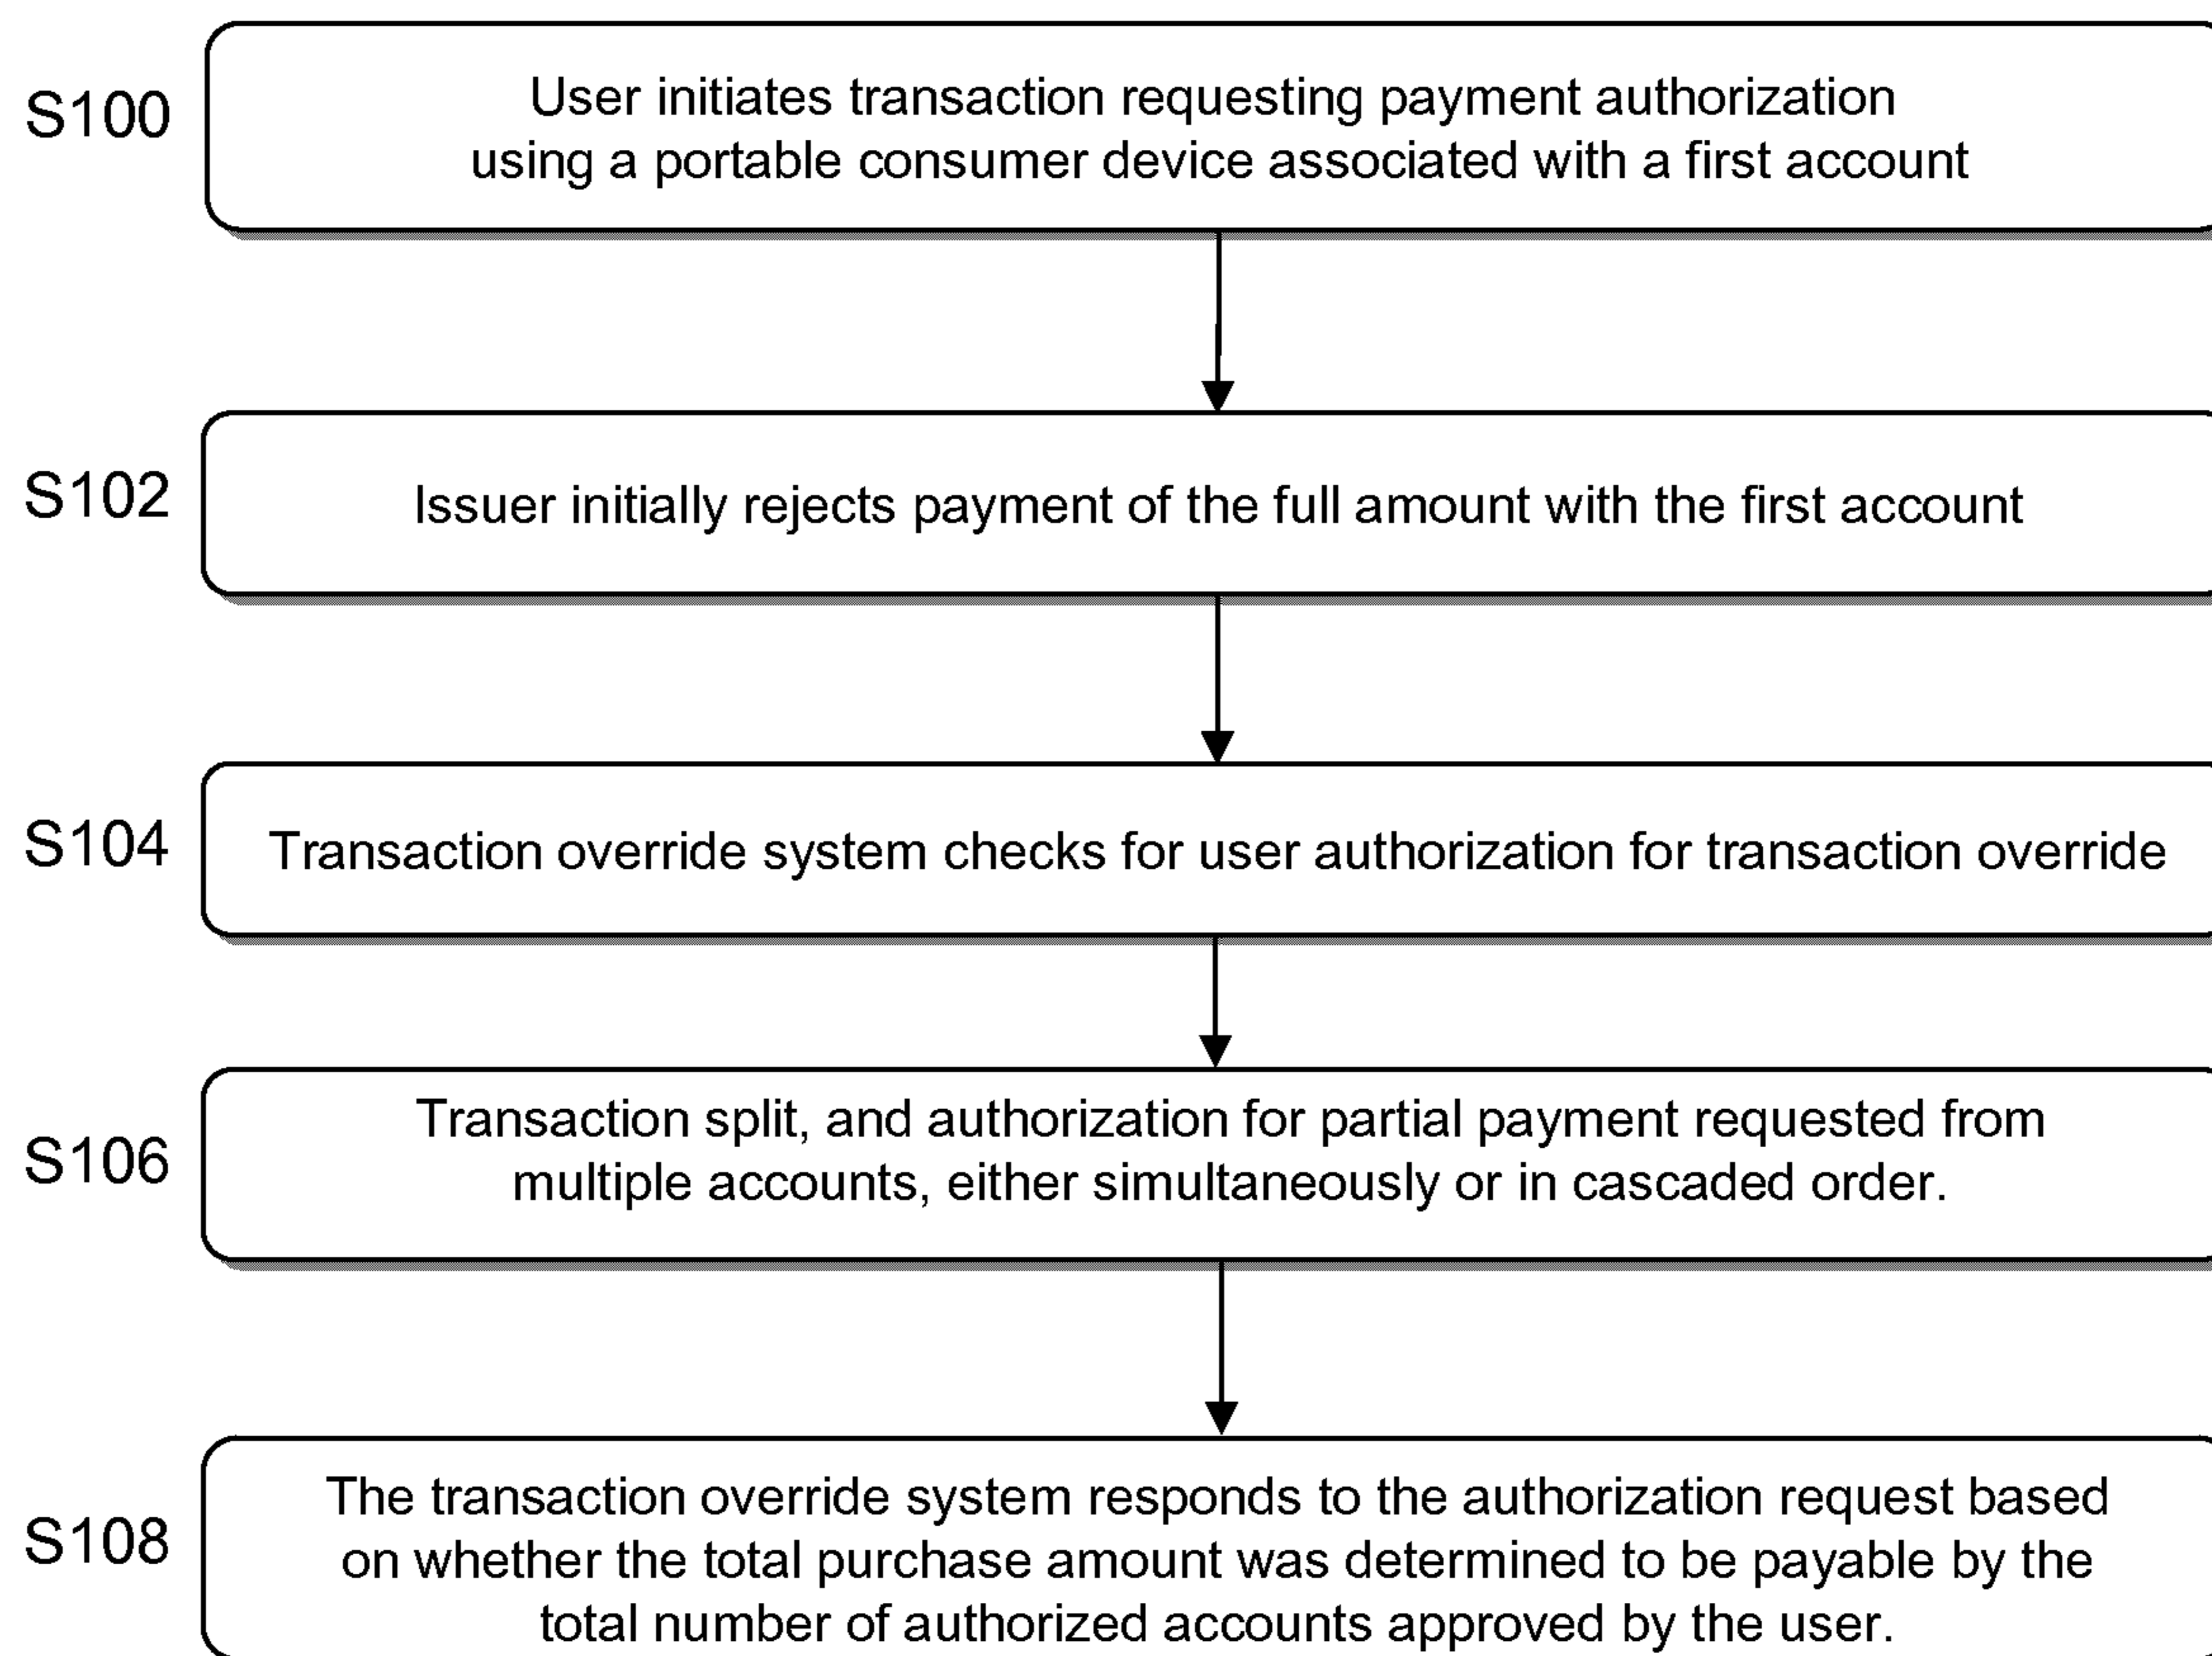 S100
User initiates transaction requesting payment authorization
using a portable consumer device associated with a first account
S102
Issuer initially rejects payment of the full amount with the first account
S104
Transaction override system checks for user authorization for transaction override
S106
Transaction split, and authorization for partial payment requested from
multiple accounts, either simultaneously or in cascaded order.
S108
The transaction override system responds to the authorization request based
on whether the total purchase amount was determined to be payable by the
total number of authorized accounts approved by the user.